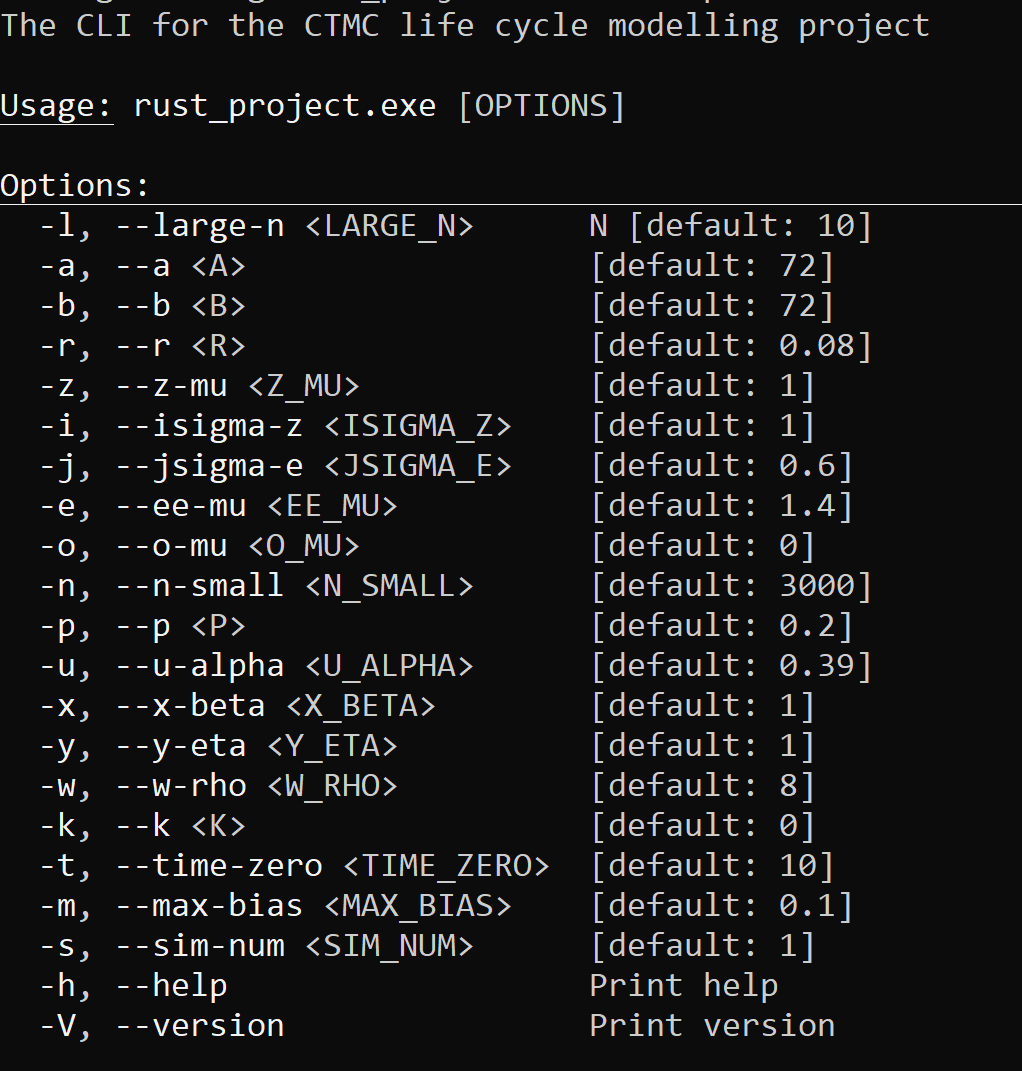 The CLI for the CTMC life cycle modelling project
Usage: rust_project.exe [OPTIONS]
Options:
-l, --large-n <LARGE_N> N [default: 10]
-a, --a <A> [default: 72]
-b, --b <B> [default: 72]
-r, --r <R> [default: 0.08]
-z, --z-mu <Z_MU> [default: 1]
-i, --isigma-z <ISIGMA_Z> [default: 1]
-j, --jsigma-e <JSIGMA_E> [default: 0.6]
-e, --ee-mu <EE_MU> [default: 1.4]
-o, --o-mu <O_MU> [default: 0]
-n, --n-small <N_SMALL> [default: 3000]
-p, --p <P> [default: 0.2]
-u, --u-alpha <U_ALPHA> [default: 0.39]
-x, --x-beta <X_BETA> [default: 1]
-y, --y-eta <Y_ETA> [default: 1]
-w, --w-rho <W_RHO> [default: 8]
-k, --k <K> [default: 0]
-t, --time-zero <TIME_ZERO> [default: 10]
-m, --max-bias <MAX_BIAS> [default: 0.1]
-s, --sim-num <SIM_NUM> [default: 1]
-h, --help Print help
-V, --version Print version